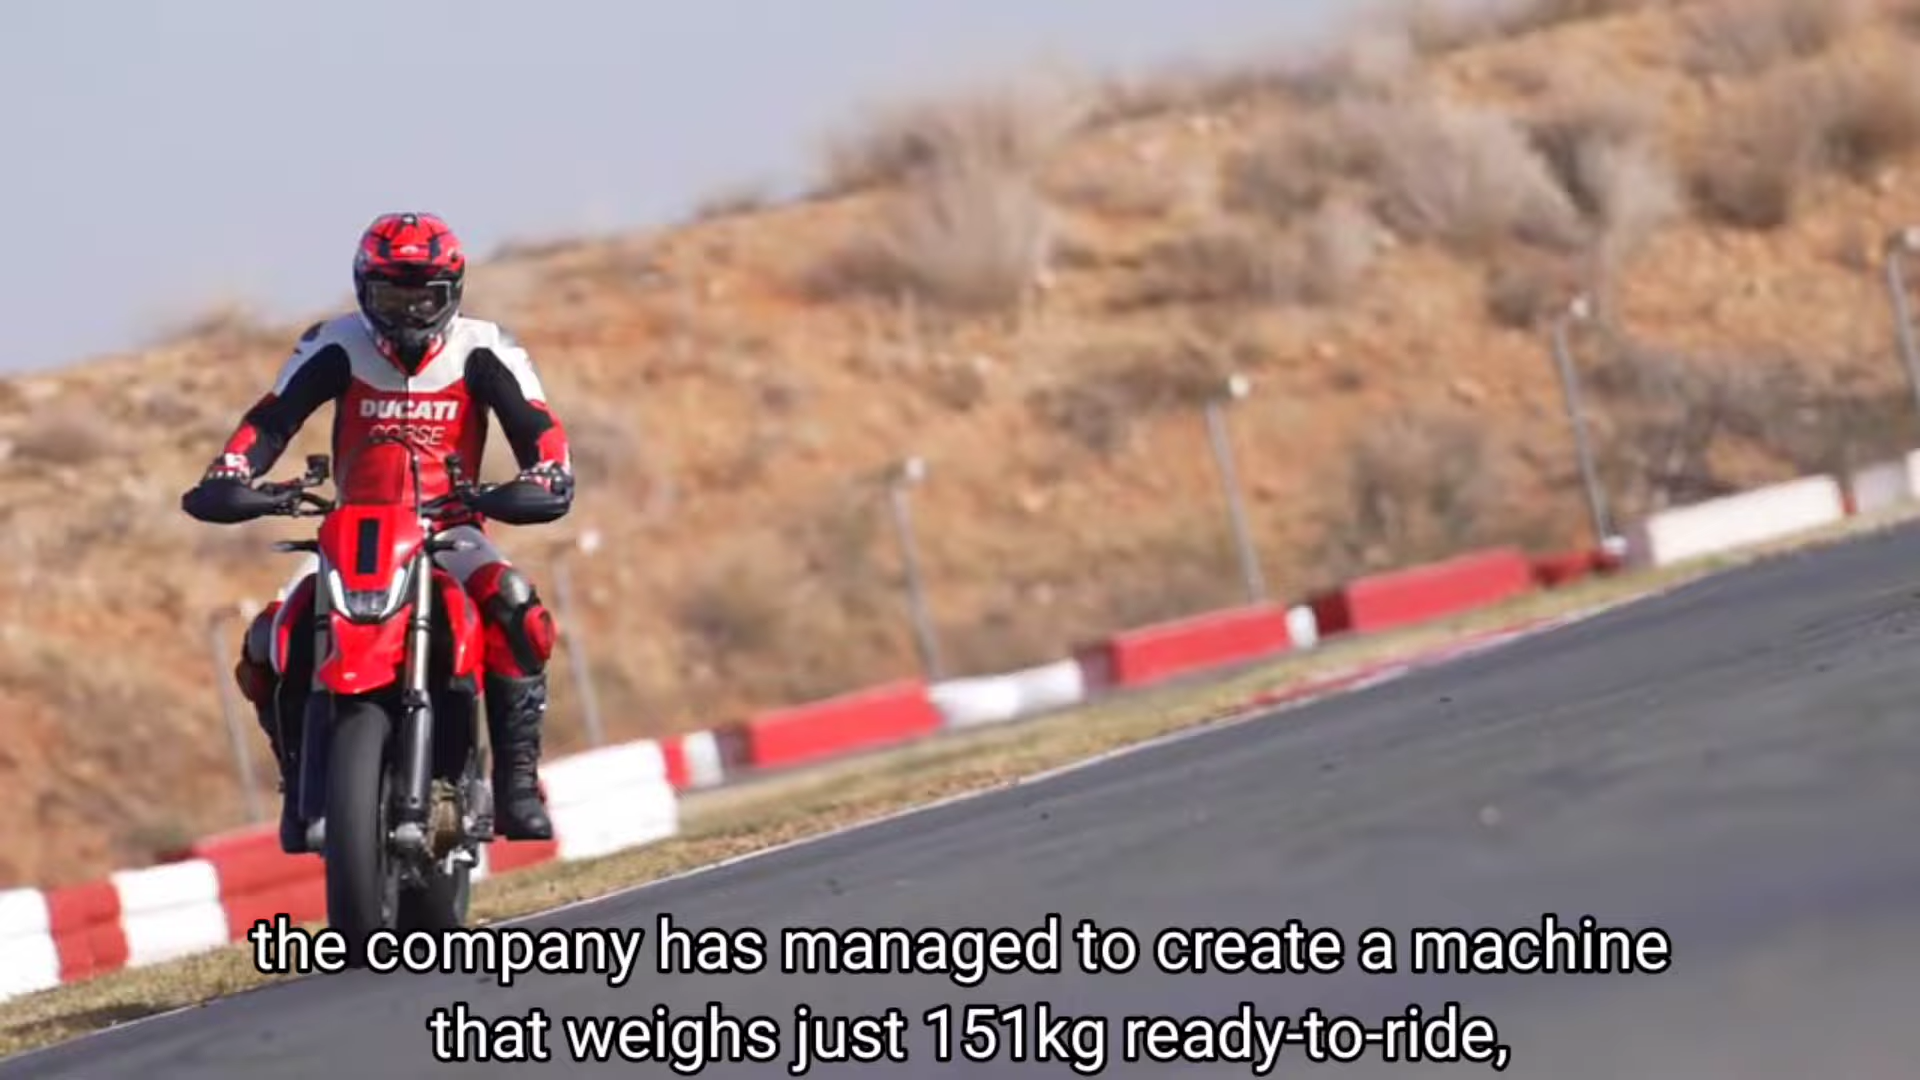 DUCATI
CORSE
the company has managed to create a machine
that weighs just 151kg ready-to-ride,